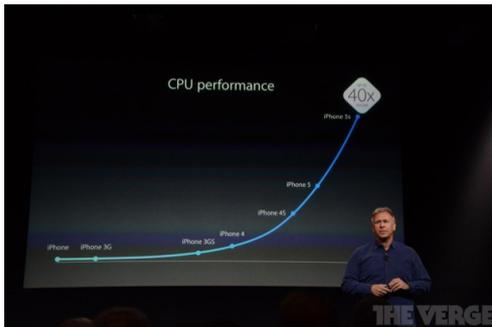 CPU performance
40x
iPhone 5s
iPhone 5
iPhone 4S
iPhone 4
iPhone 3GS
iPhone 3G
iPhone
THE VERGE